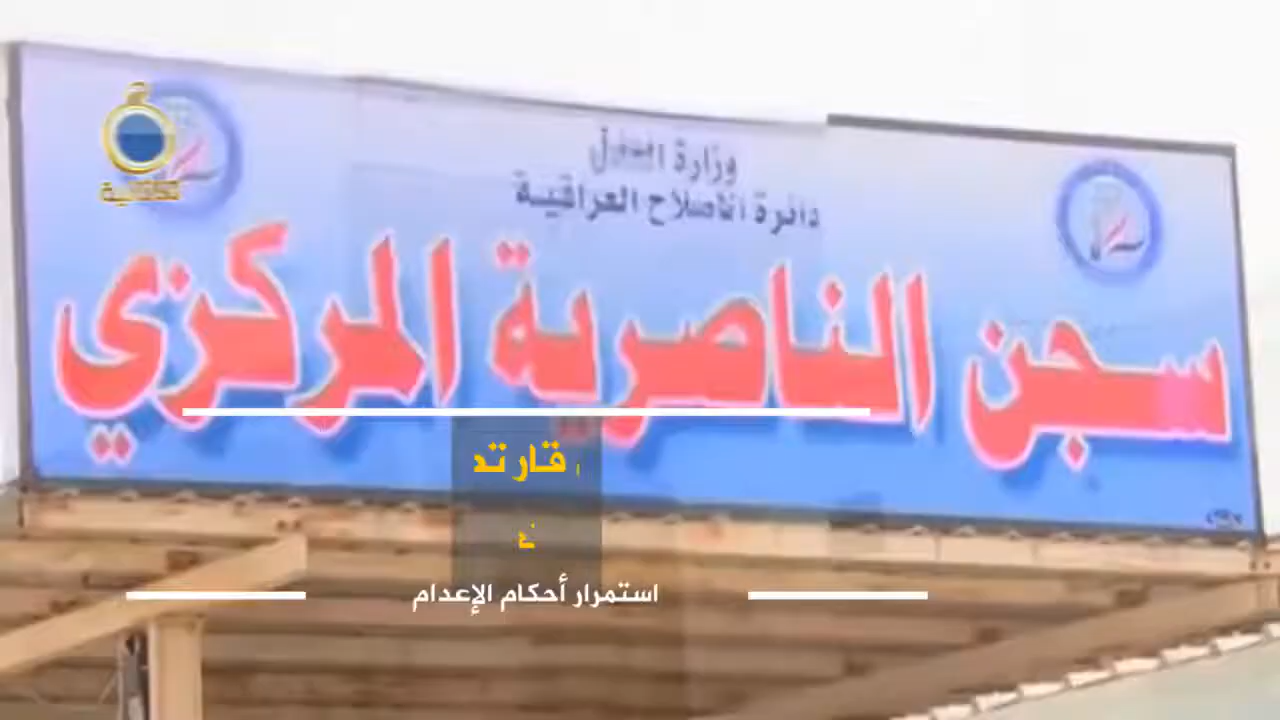 وزارة العدل
دائرة الاصلاح العراقية
سجن الناصرية المركزي
استمرار أحكام الإعدام